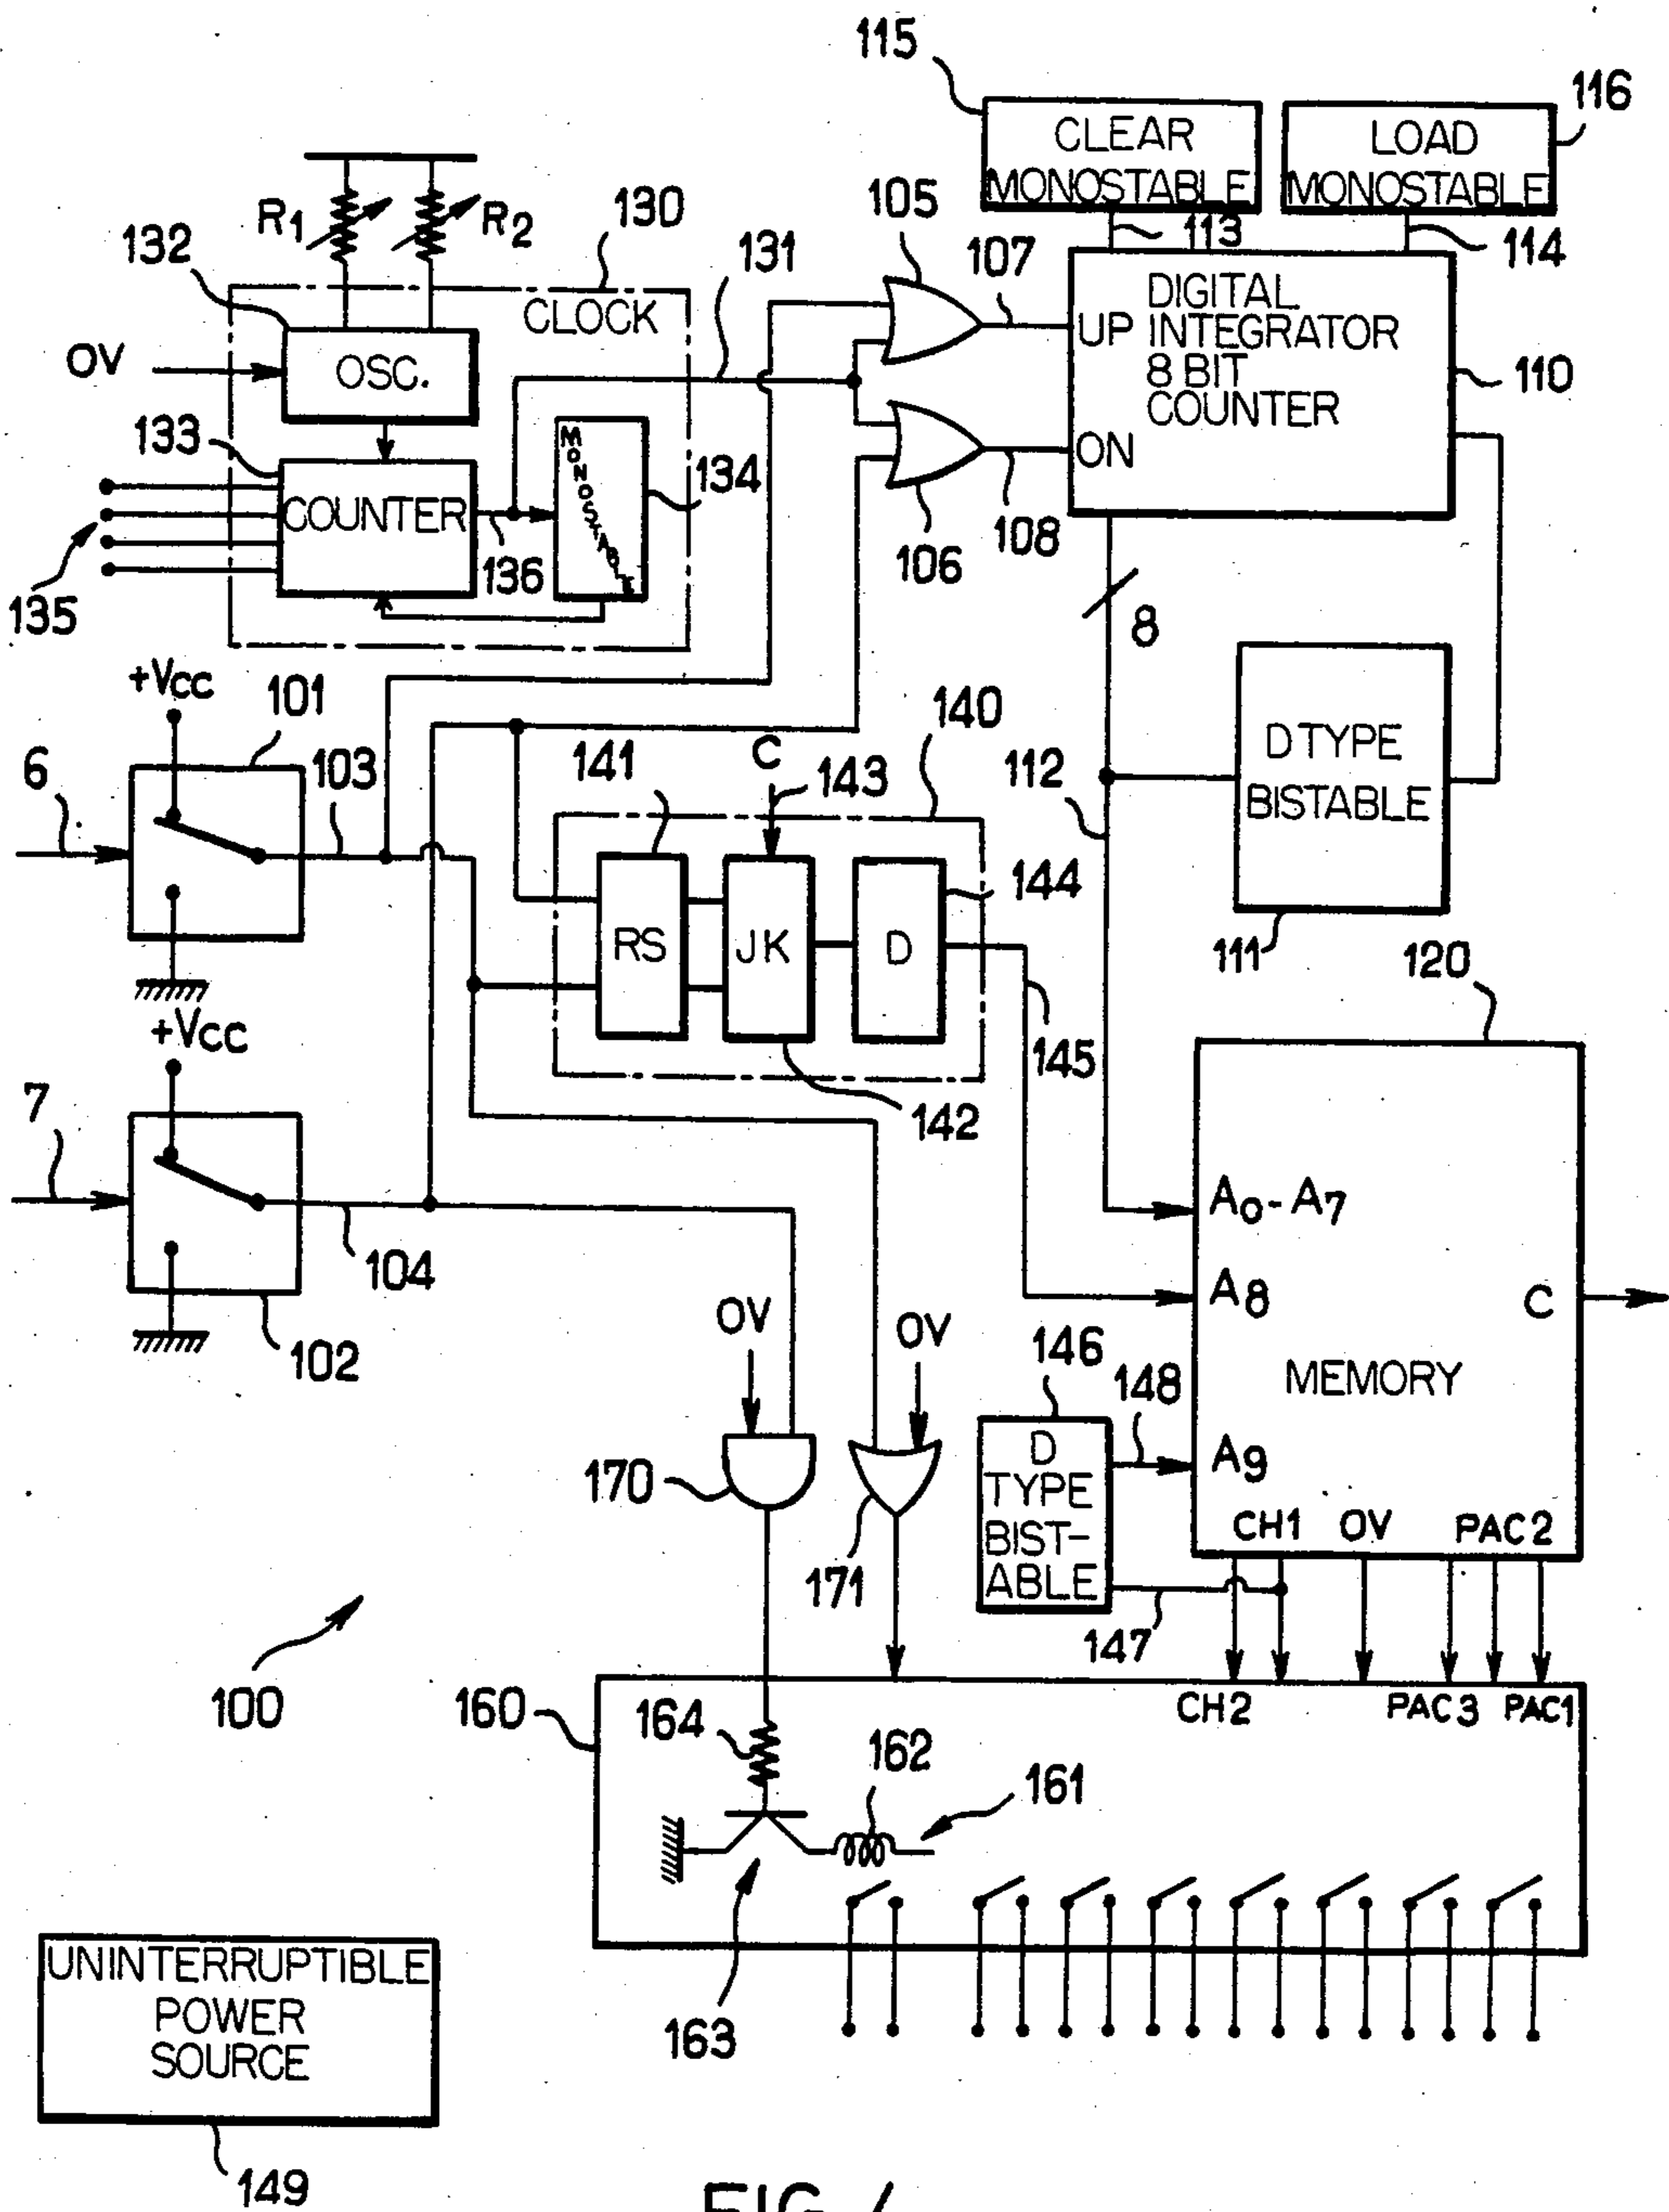 115
CLEAR
MONOSTABLE
LOAD
MONOSTABLE
116
113
114
R1
R2
130
131
105
107
132
CLOCK
OV
OSC.
UP
DIGITAL
INTEGRATOR
8 BIT
COUNTER
110
133
COUNTER
MONOSTABLE
134
ON
136
106
108
135
8
+Vcc
101
141
C
143
140
112
D TYPE
BISTABLE
6
103
RS
JK
D
144
111
120
+Vcc
145
142
7
A0-A7
104
A8
C
102
OV
OV
146
148
MEMORY
170
171
D
TYPE
BIST-
ABLE
A9
CH1
OV
PAC2
147
100
160
CH2
PAC3
PAC1
164
162
161
163
UNINTERRUPTIBLE
POWER
SOURCE
149